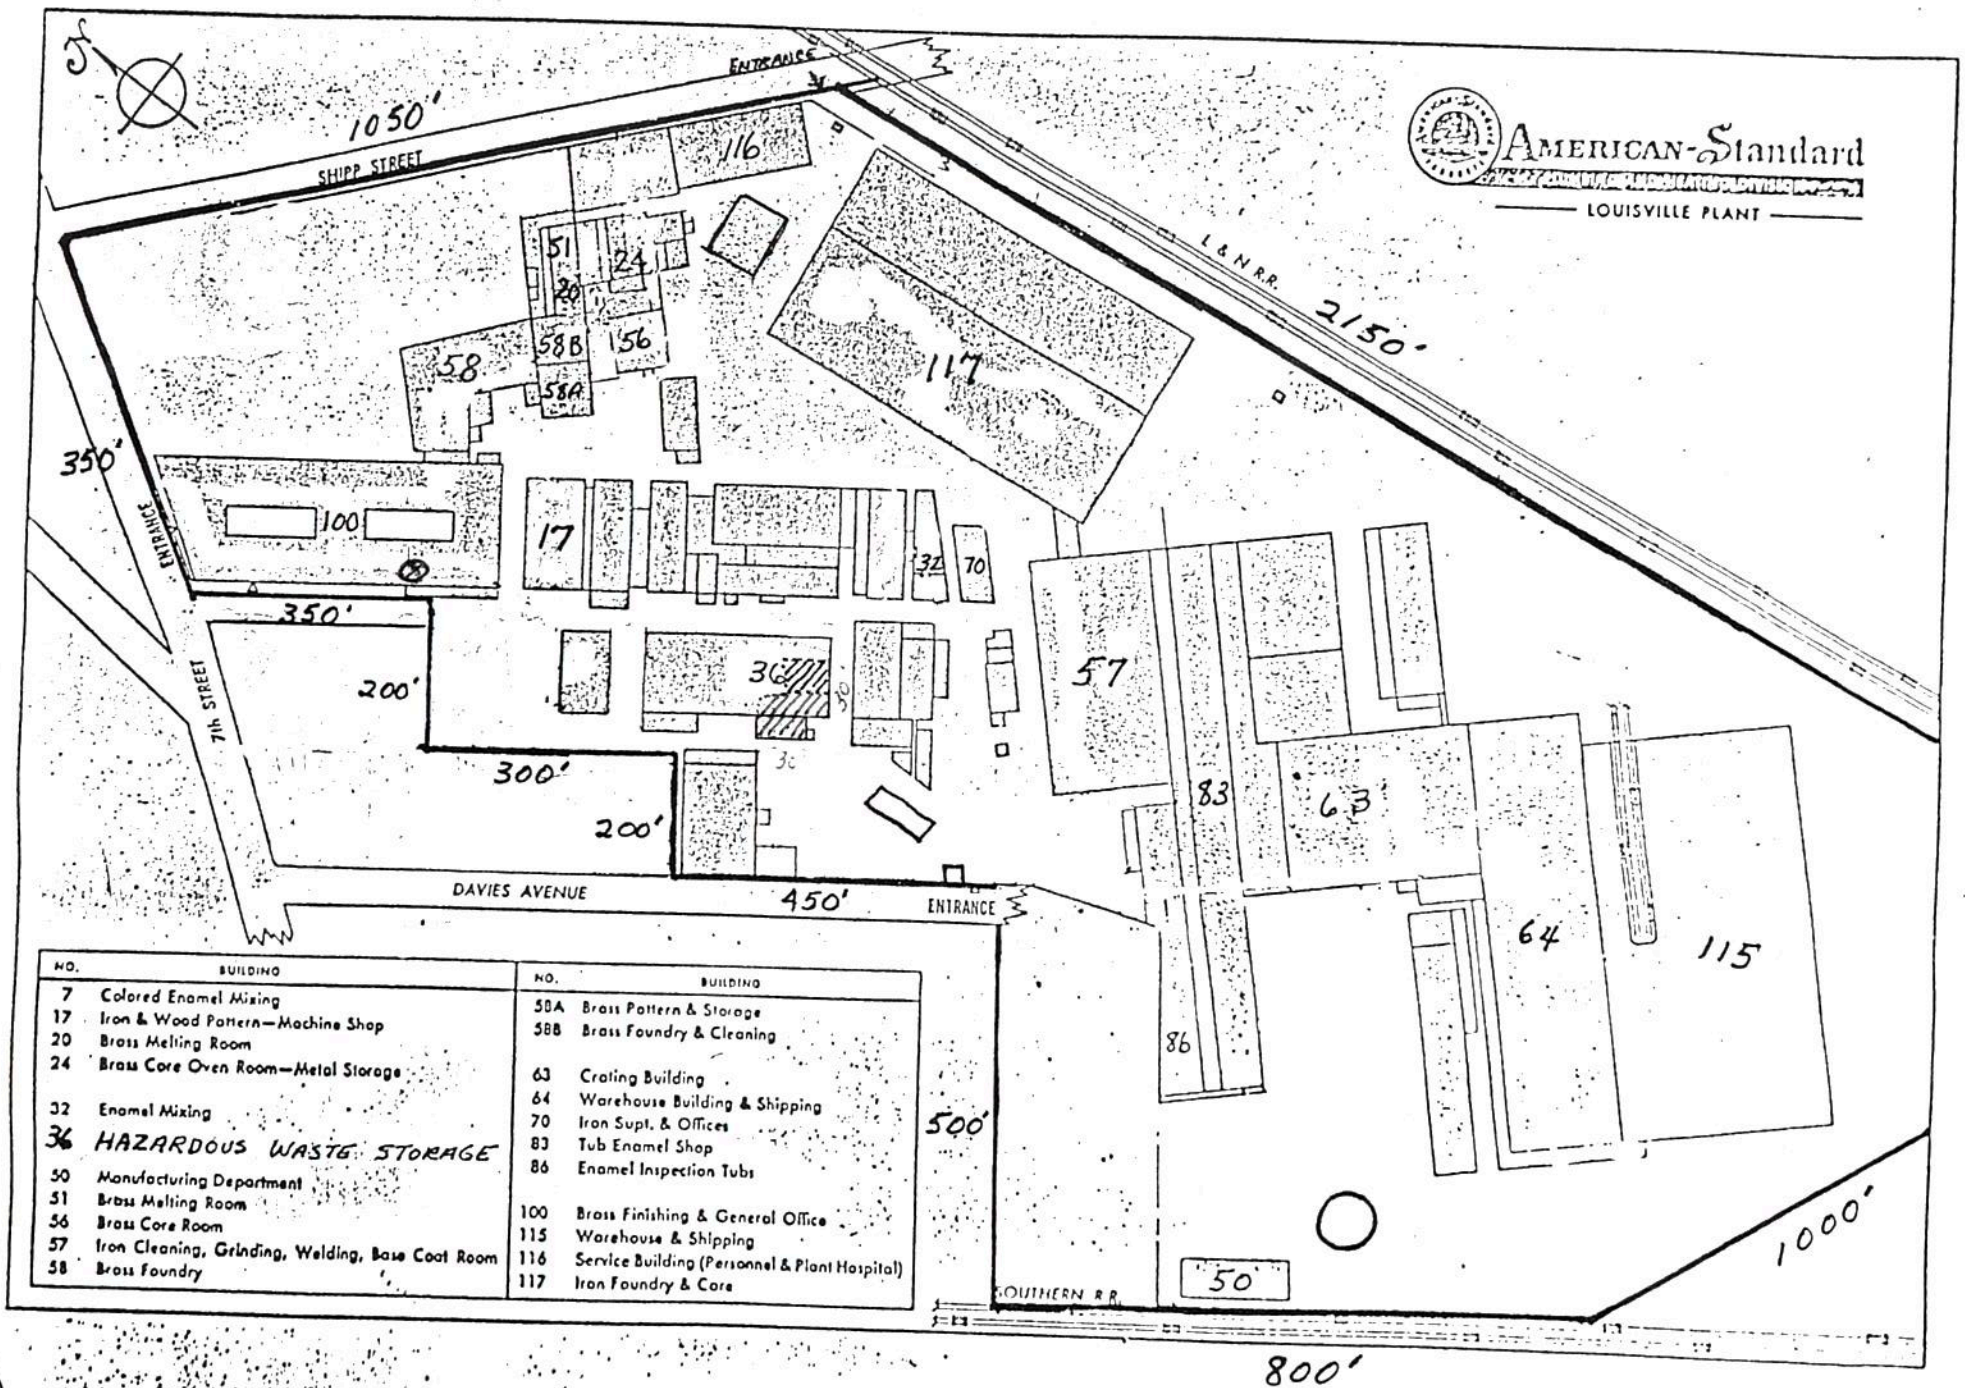 ENTRANCE
1050'
SHIPP STREET
AMERICAN-Standard
LOUISVILLE PLANT
116
51
24
20
L & N R.R.
2150'
58B
56
58
58A
117
350'
ENTRANCE
100
17
32
70
350'
36
50
57
200'
7th STREET
300'
83
63
200'
DAVIES AVENUE
450'
ENTRANCE
64
115
86
500'
1000'
50
SOUTHERN R.R.
800'
NO. BUILDING
7 Colored Enamel Mixing
17 Iron & Wood Pattern—Machine Shop
20 Brass Melting Room
24 Brass Core Oven Room—Metal Storage
32 Enamel Mixing
36 HAZARDOUS WASTE STORAGE
50 Manufacturing Department
51 Brass Melting Room
56 Brass Core Room
57 Iron Cleaning, Grinding, Welding, Base Coat Room
58 Brass Foundry
NO. BUILDING
58A Brass Pattern & Storage
58B Brass Foundry & Cleaning
63 Crating Building
64 Warehouse Building & Shipping
70 Iron Supt. & Offices
83 Tub Enamel Shop
86 Enamel Inspection Tubs
100 Brass Finishing & General Office
115 Warehouse & Shipping
116 Service Building (Personnel & Plant Hospital)
117 Iron Foundry & Core